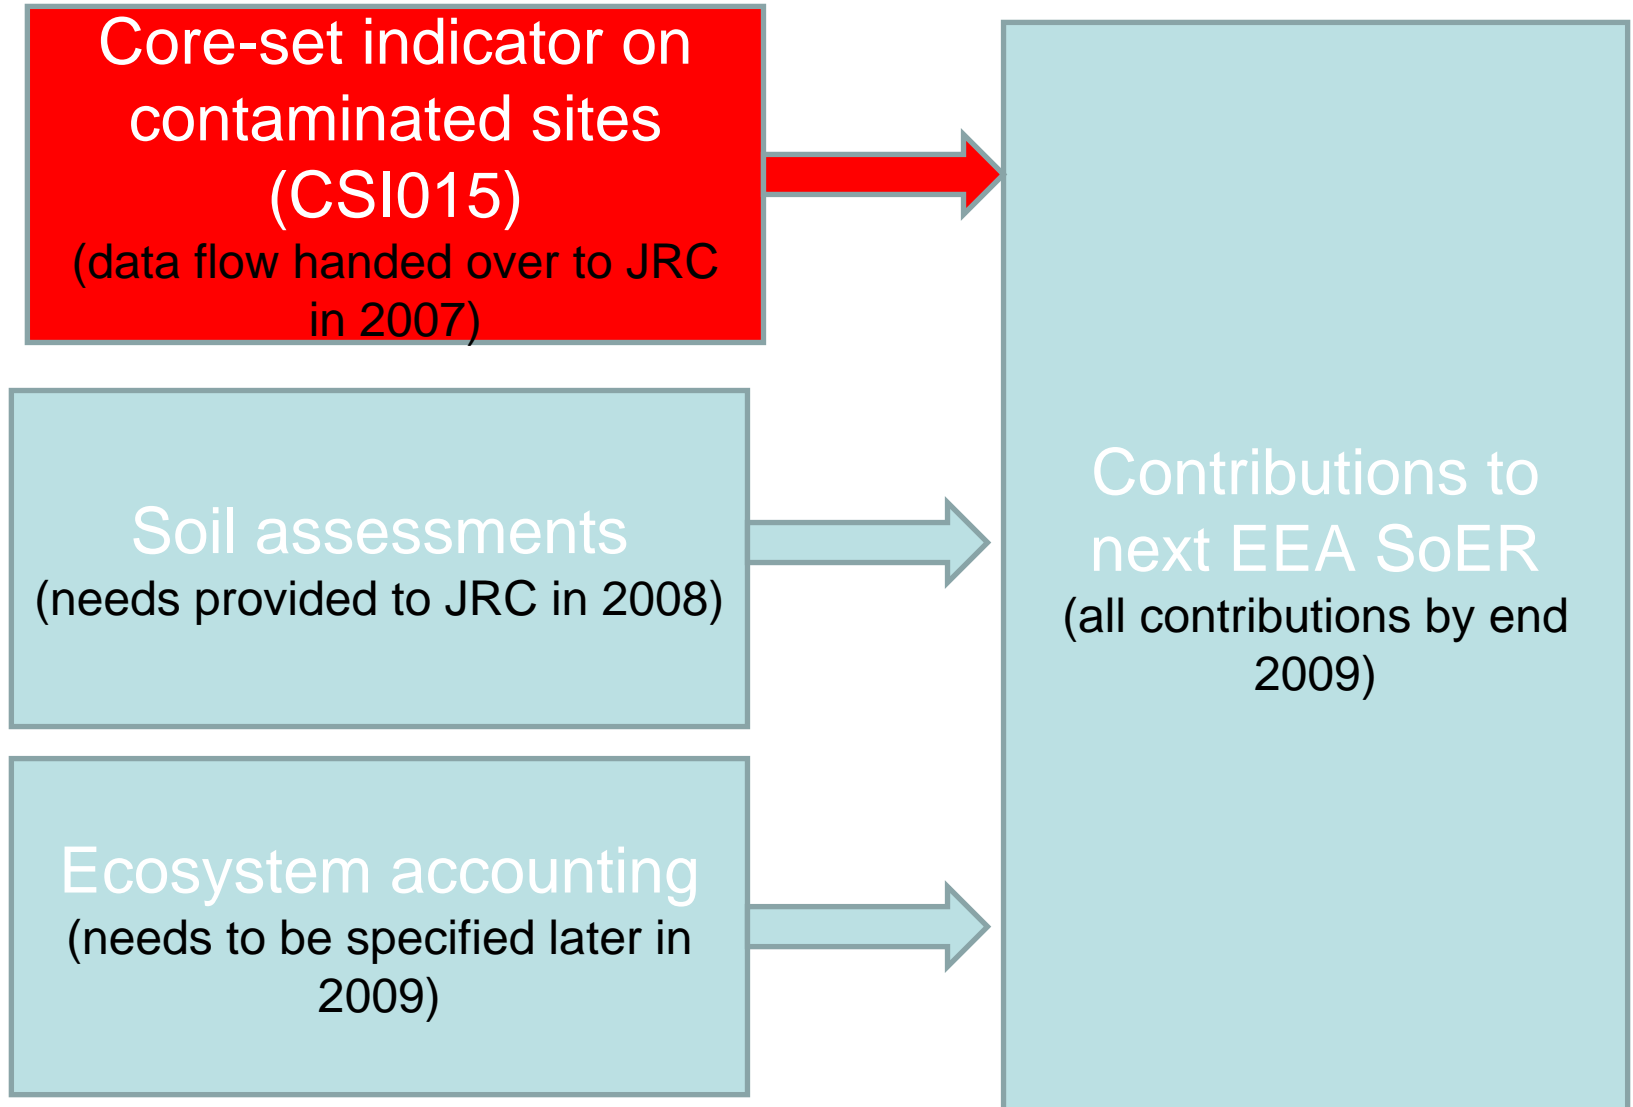 Core-set indicator on
contaminated sites
(CSI015)
(data flow handed over to JRC
in 2007)
Soil assessments
(needs provided to JRC in 2008)
Ecosystem accounting
(needs to be specified later in
2009)
Contributions to
next EEA SoER
(all contributions by end
2009)